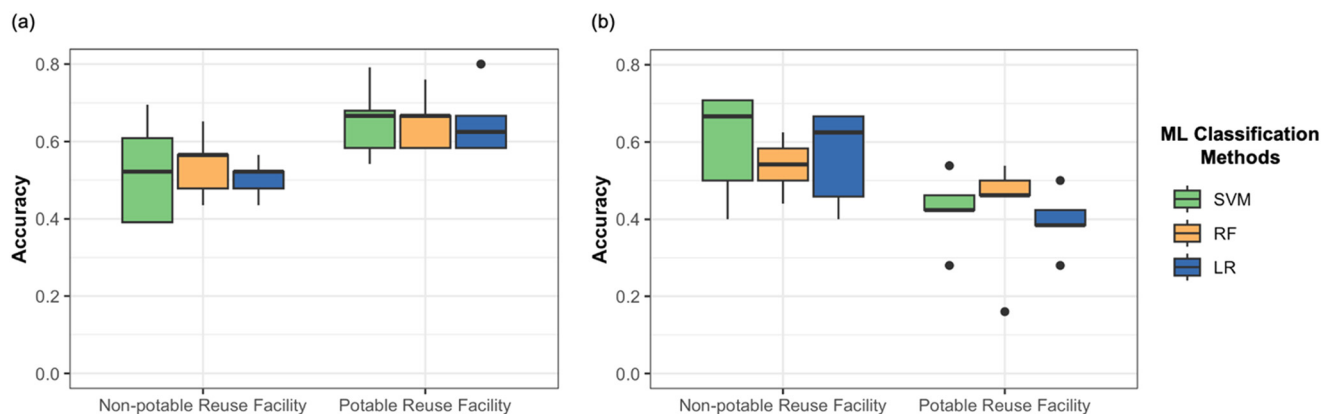 (a)
0.8
0.6
0.4
0.2
0.0
Accuracy
Non-potable Reuse Facility
Potable Reuse Facility
(b)
0.8
0.6
0.4
0.2
0.0
Accuracy
Non-potable Reuse Facility
Potable Reuse Facility
ML Classification
Methods
SVM
RF
LR